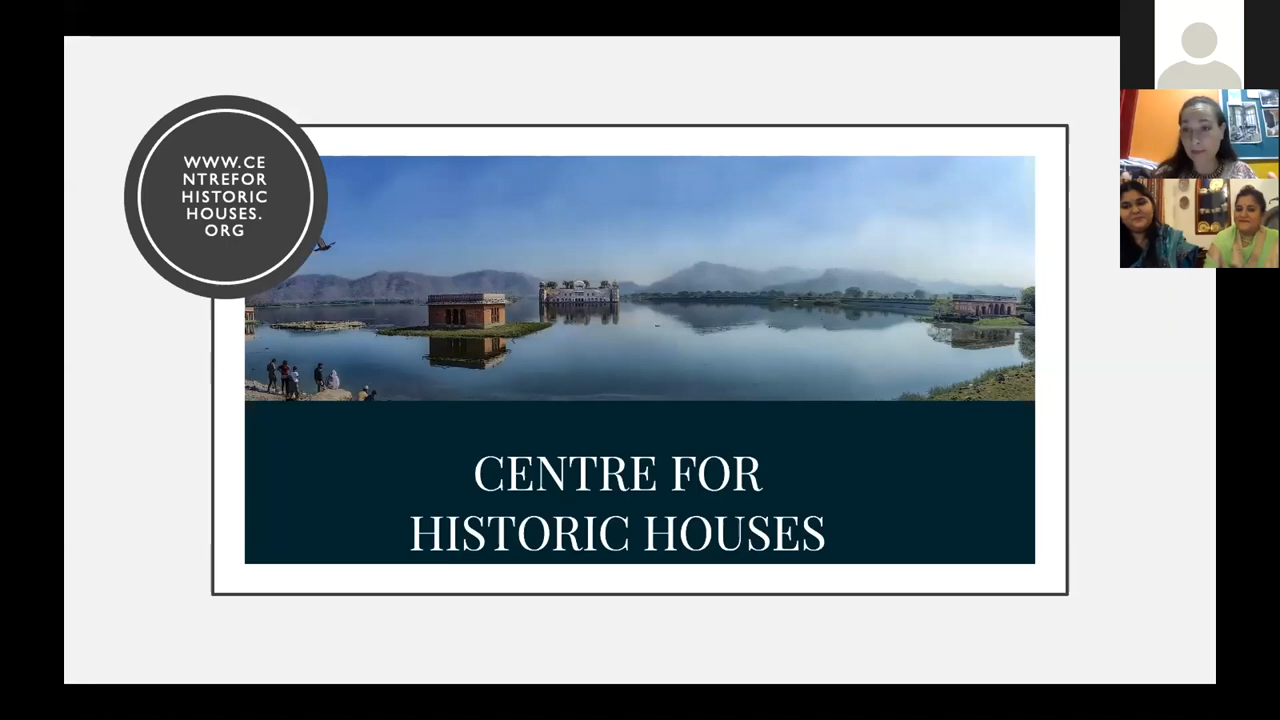 WWW.CE
NTREFOR
HISTORIC
HOUSES.
ORG
CENTRE FOR
HISTORIC HOUSES